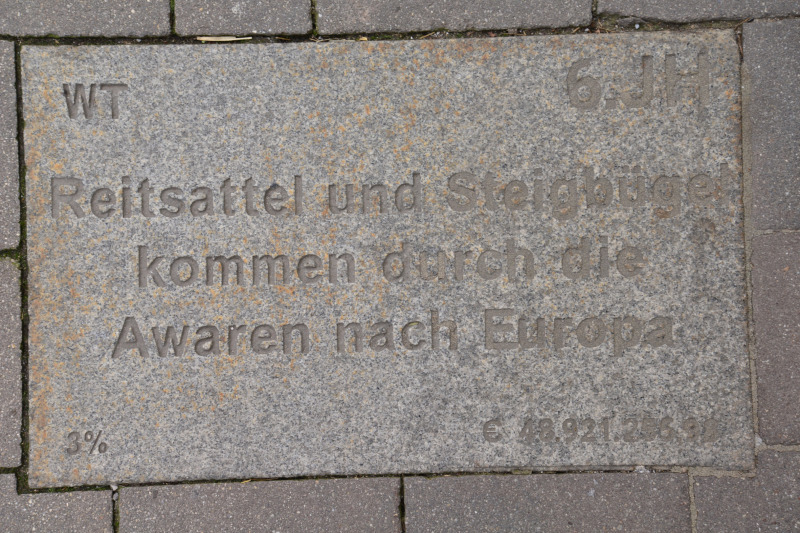 WT 6.JH
Reitsattel und Steigbügel
kommen durch die
Awaren nach Europa
3% €